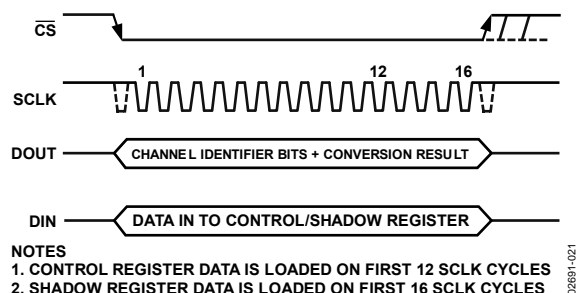 CS
1 12 16
SCLK
DOUT CHANNEL IDENTIFIER BITS + CONVERSION RESULT
DIN DATA IN TO CONTROL/SHADOW REGISTER
NOTES
1. CONTROL REGISTER DATA IS LOADED ON FIRST 12 SCLK CYCLES
2. SHADOW REGISTER DATA IS LOADED ON FIRST 16 SCLK CYCLES
02691-021